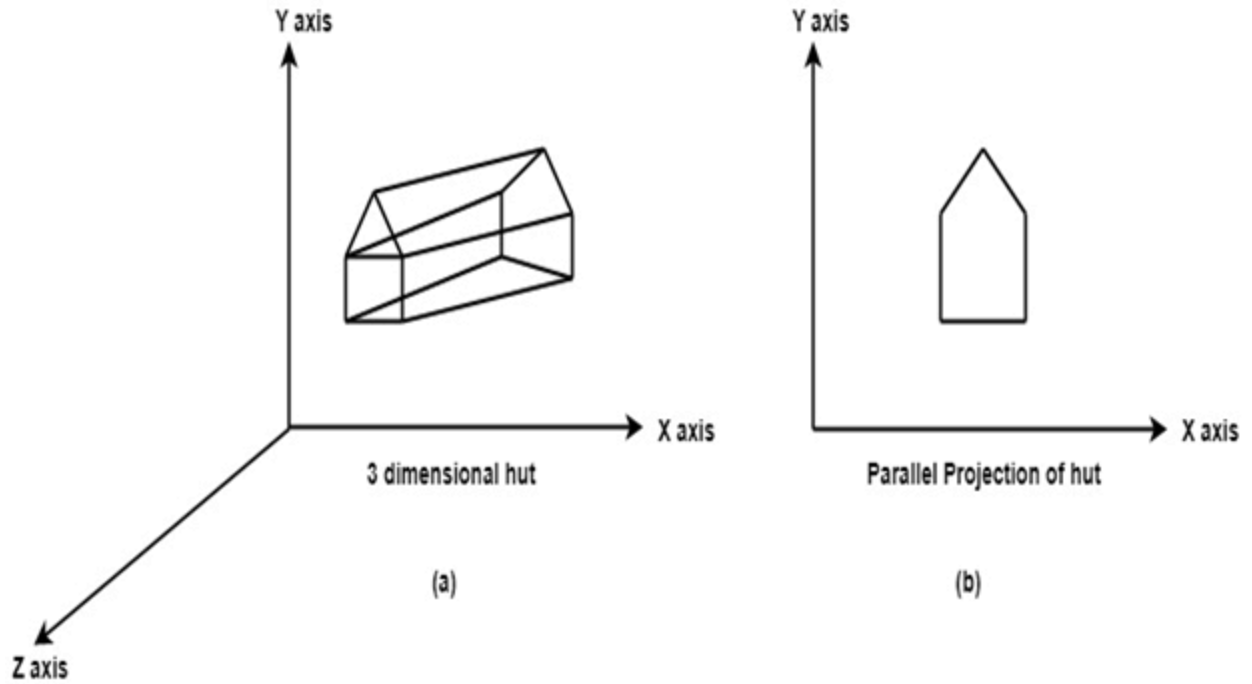 Y axis
X axis
3 dimensional hut
(a)
Z axis
Y axis
X axis
Parallel Projection of hut
(b)